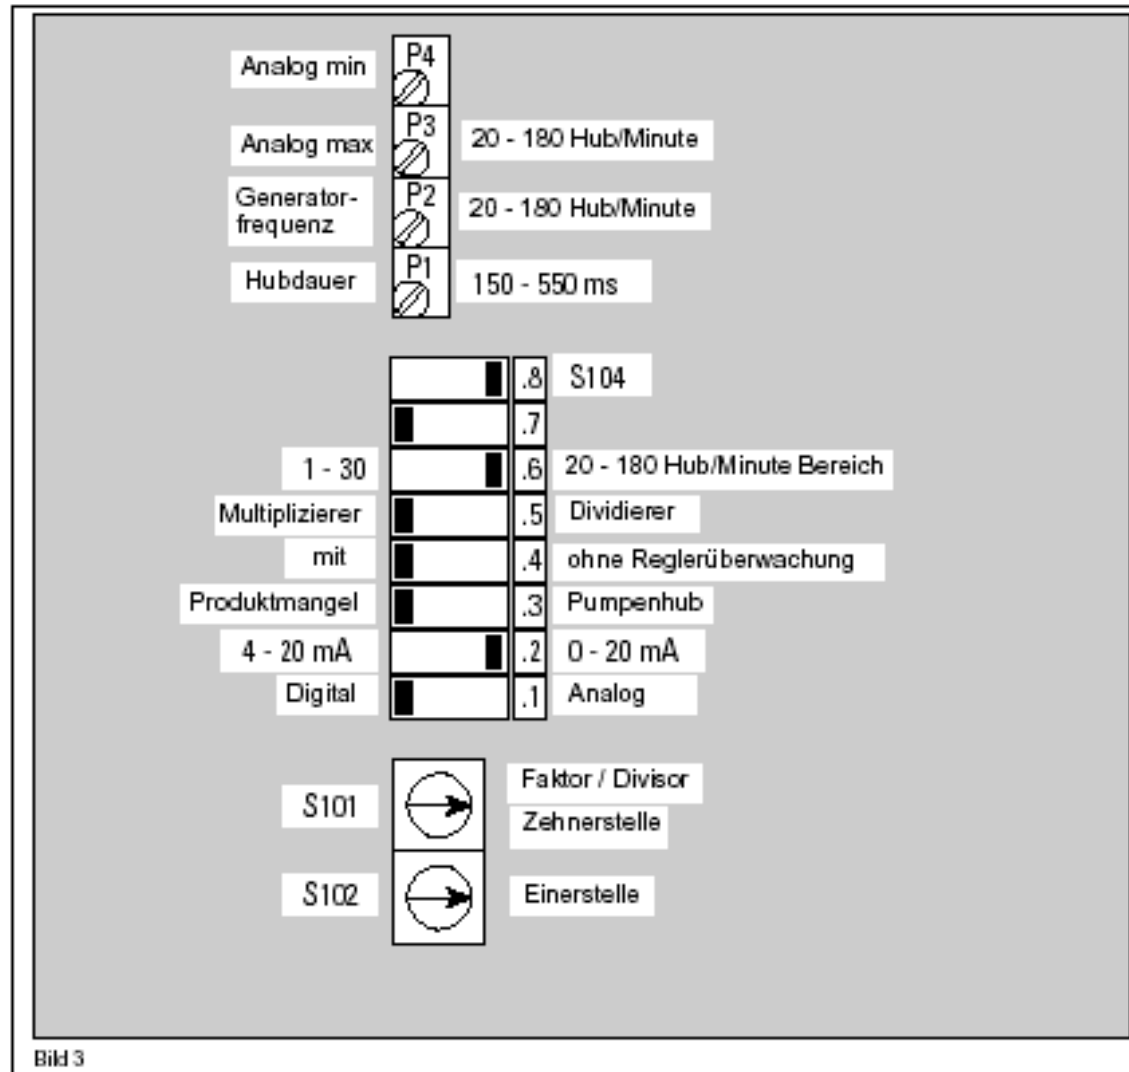 Analog min P4
Analog max P3 20 - 180 Hub/Minute
Generator-
frequenz P2 20 - 180 Hub/Minute
Hubdauer P1 150 - 550 ms
.8 S104
.7
1 - 30 .6 20 - 180 Hub/Minute Bereich
Multiplizierer .5 Dividierer
mit .4 ohne Reglerüberwachung
Produktmangel .3 Pumpenhub
4 - 20 mA .2 0 - 20 mA
Digital .1 Analog
S101 Faktor / Divisor
Zehnerstelle
S102 Einerstelle
Bild 3